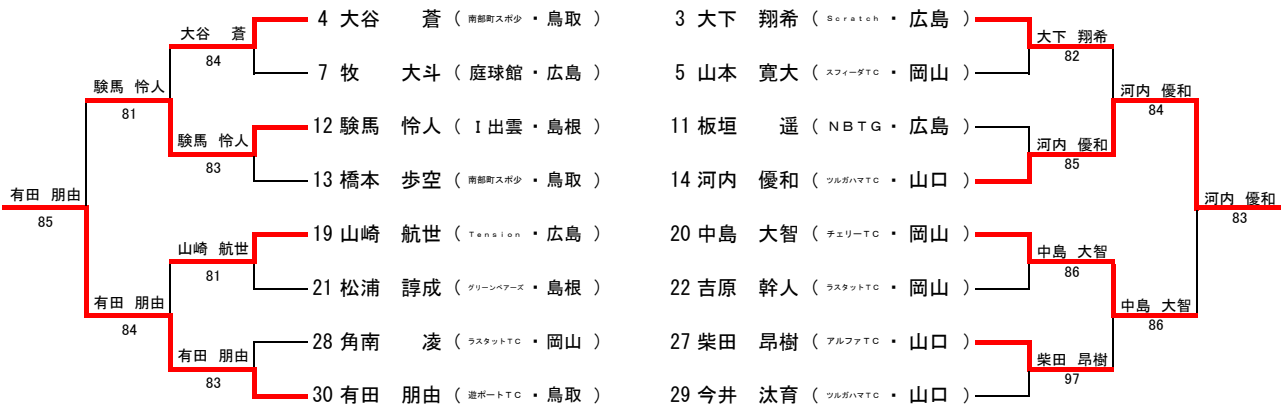 4 大谷　　蒼 （ 南部町スポ少 ・ 鳥取 ）
3 大下　翔希 （ Scratch ・ 広島 ）
大谷　蒼
84
大下　翔希
82
7 牧　　大斗 （ 庭球館 ・ 広島 ）
5 山本　寛大 （ スフィーダTC ・ 岡山 ）
験馬　怜人
81
河内　優和
84
12 験馬　怜人 （ I出雲 ・ 島根 ）
11 板垣　　遥 （ NBTG ・ 広島 ）
験馬　怜人
83
河内　優和
85
13 橋本　歩空 （ 南部町スポ少 ・ 鳥取 ）
14 河内　優和 （ ツルガハマTC ・ 山口 ）
有田　朋由
85
河内　優和
83
19 山崎　航世 （ Tension ・ 広島 ）
20 中島　大智 （ チェリーTC ・ 岡山 ）
山崎　航世
81
中島　大智
86
21 松浦　諄成 （ グリーンベアーズ ・ 島根 ）
22 吉原　幹人 （ ラスタットTC ・ 岡山 ）
有田　朋由
84
中島　大智
86
28 角南　　凌 （ ラスタットTC ・ 岡山 ）
27 柴田　昂樹 （ アルファTC ・ 山口 ）
有田　朋由
83
柴田　昂樹
97
30 有田　朋由 （ 遊ポートTC ・ 鳥取 ）
29 今井　汰育 （ ツルガハマTC ・ 山口 ）